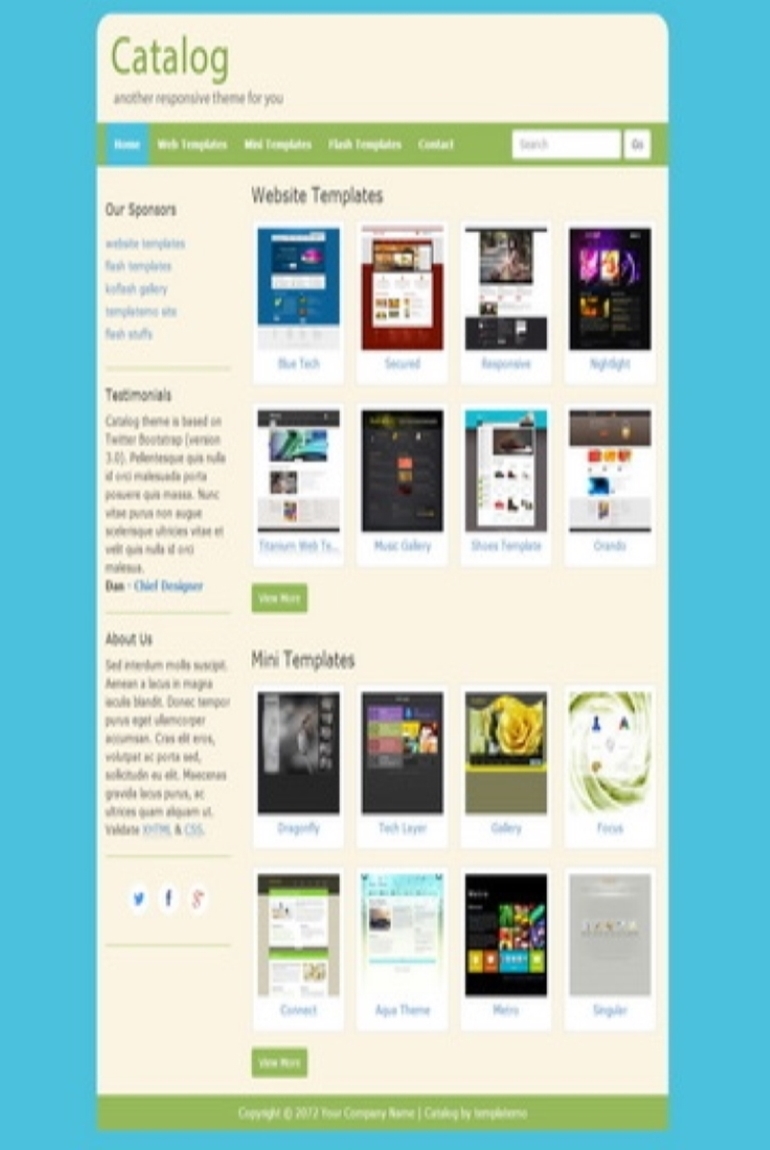 Catalog
another responsive theme for you
Home Web Templates Mini Templates Flash Templates Contact Search Go
Our Sponsors
website templates
flash templates
koflash gallery
templatemo site
flash stuffs
Testimonials
Catalog theme is based on
Twitter Bootstrap (version
3.0). Pellentesque quis nulla
id orci malesuada porta
posuere quis massa. Nunc
vitae purus non augue
scelerisque ultricies vitae et
velit quis nulla id orci
malesua.
Dan - Chief Designer
About Us
Sed interdum mollis suscipit.
Aenean a lacus in magna
iaculis blandit. Donec tempor
purus eget ullamcorper
accumsan. Cras elit eros,
volutpat ac porta sed,
sollicitudin eu elit. Maecenas
gravida lacus purus, ac
ultrices quam aliquam ut.
Validate XHTML & CSS.
Website Templates
Blue Tech Secured Responsive Nightlight
Titanium Web Te... Music Gallery Shoes Template Orando
View More
Mini Templates
Dragonfly Tech Layer Gallery Focus
Connect Aqua Theme Metro Singular
View More
Copyright © 2072 Your Company Name | Catalog by templatemo